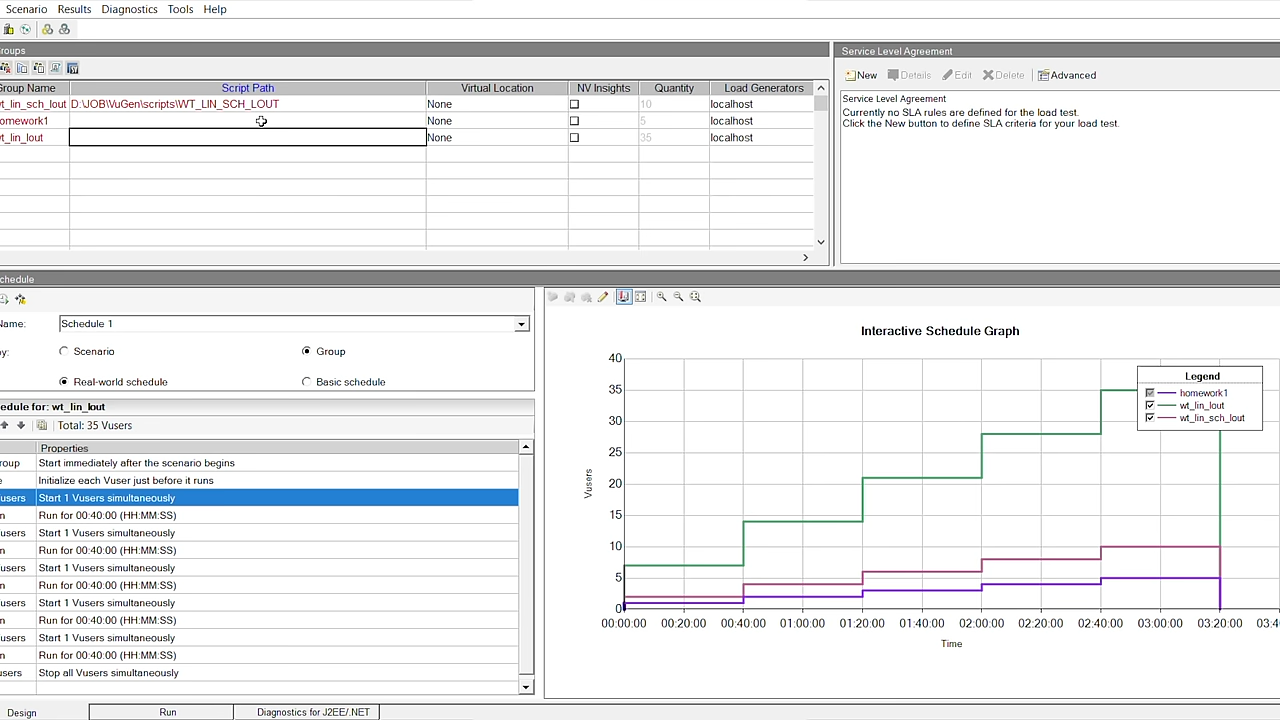 Scenario Results Diagnostics Tools Help
roups
Service Level Agreement
New Details Edit Delete Advanced
Group Name Script Path Virtual Location NV Insights Quantity Load Generators
wt_lin_sch_lout D:\JOB\VuGen\scripts\WT_LIN_SCH_LOUT None 10 localhost
omework1 None 5 localhost
wt_lin_lout None 35 localhost
Service Level Agreement
Currently no SLA rules are defined for the load test.
Click the New button to define SLA criteria for your load test.
chedule
Name: Schedule 1
y: Scenario Group
Real-world schedule Basic schedule
edule for: wt_lin_lout
Total: 35 Vusers
Properties
roup Start immediately after the scenario begins
e Initialize each Vuser just before it runs
users Start 1 Vusers simultaneously
n Run for 00:40:00 (HH:MM:SS)
users Start 1 Vusers simultaneously
n Run for 00:40:00 (HH:MM:SS)
users Start 1 Vusers simultaneously
n Run for 00:40:00 (HH:MM:SS)
users Start 1 Vusers simultaneously
n Run for 00:40:00 (HH:MM:SS)
users Start 1 Vusers simultaneously
n Run for 00:40:00 (HH:MM:SS)
users Stop all Vusers simultaneously
Interactive Schedule Graph
Legend
homework1
wt_lin_lout
wt_lin_sch_lout
Vusers
40
35
30
25
20
15
10
5
0
00:00:00 00:20:00 00:40:00 01:00:00 01:20:00 01:40:00 02:00:00 02:20:00 02:40:00 03:00:00 03:20:00 03:4
Time
Design Run Diagnostics for J2EE/.NET